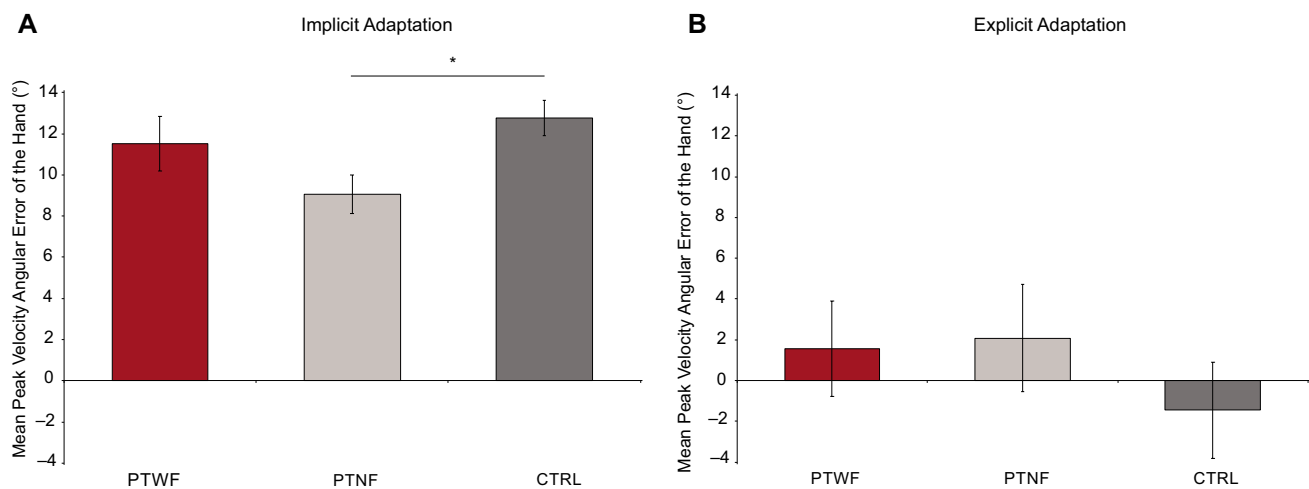 A
Implicit Adaptation
*
Mean Peak Velocity Angular Error of the Hand (°)
14
12
10
8
6
4
2
0
–2
–4
PTWF PTNF CTRL
B
Explicit Adaptation
Mean Peak Velocity Angular Error of the Hand (°)
14
12
10
8
6
4
2
0
–2
–4
PTWF PTNF CTRL